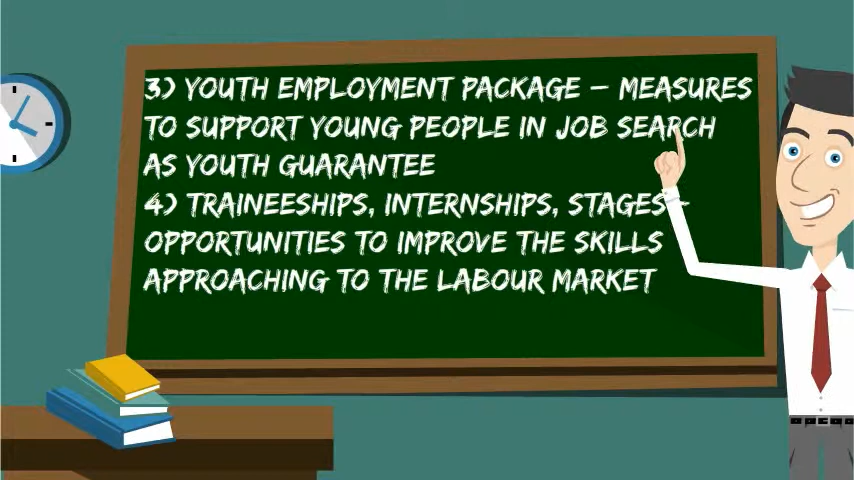 3) YOUTH EMPLOYMENT PACKAGE – MEASURES
TO SUPPORT YOUNG PEOPLE IN JOB SEARCH
AS YOUTH GUARANTEE
4) TRAINEESHIPS, INTERNSHIPS, STAGES –
OPPORTUNITIES TO IMPROVE THE SKILLS
APPROACHING TO THE LABOUR MARKET